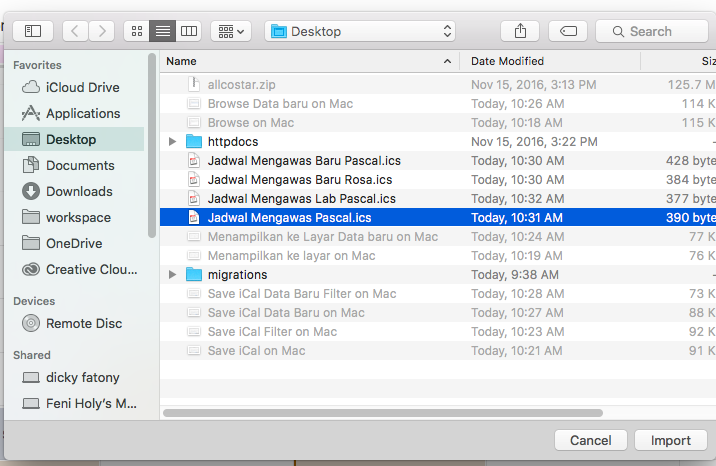 Desktop
Search
Favorites
iCloud Drive
Applications
Desktop
Documents
Downloads
workspace
OneDrive
Creative Clou...
Devices
Remote Disc
Shared
dicky fatony
Feni Holy's M...
Name Date Modified Siz
allcostar.zip Nov 15, 2016, 3:13 PM 125.7 M
Browse Data baru on Mac Today, 10:26 AM 114 K
Browse on Mac Today, 10:18 AM 115 K
httpdocs Nov 15, 2016, 3:22 PM -
Jadwal Mengawas Baru Pascal.ics Today, 10:30 AM 428 byte
Jadwal Mengawas Baru Rosa.ics Today, 10:30 AM 384 byte
Jadwal Mengawas Lab Pascal.ics Today, 10:32 AM 377 byte
Jadwal Mengawas Pascal.ics Today, 10:31 AM 390 byte
Menampilkan ke Layar Data baru on Mac Today, 10:24 AM 77 K
Menampilkan ke layar on Mac Today, 10:19 AM 76 K
migrations Today, 9:38 AM -
Save iCal Data Baru Filter on Mac Today, 10:28 AM 73 K
Save iCal Data Baru on Mac Today, 10:27 AM 88 K
Save iCal Filter on Mac Today, 10:23 AM 92 K
Save iCal on Mac Today, 10:21 AM 91 K
Cancel Import